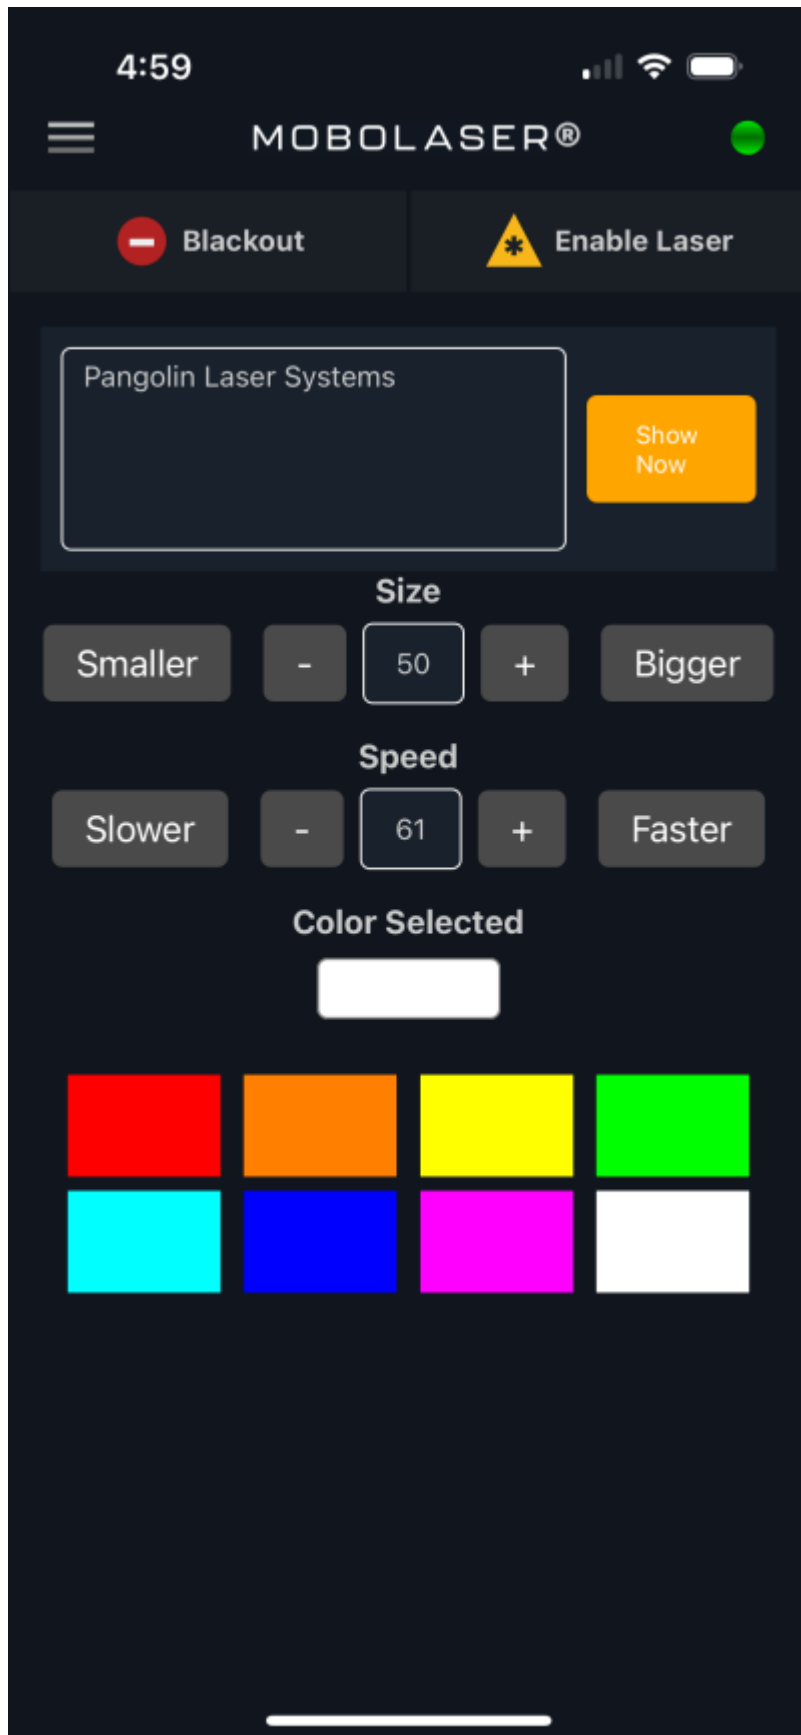 4:59
MOBOLASER®
Blackout
Enable Laser
Pangolin Laser Systems
Show
Now
Size
Smaller - 50 + Bigger
Speed
Slower - 61 + Faster
Color Selected